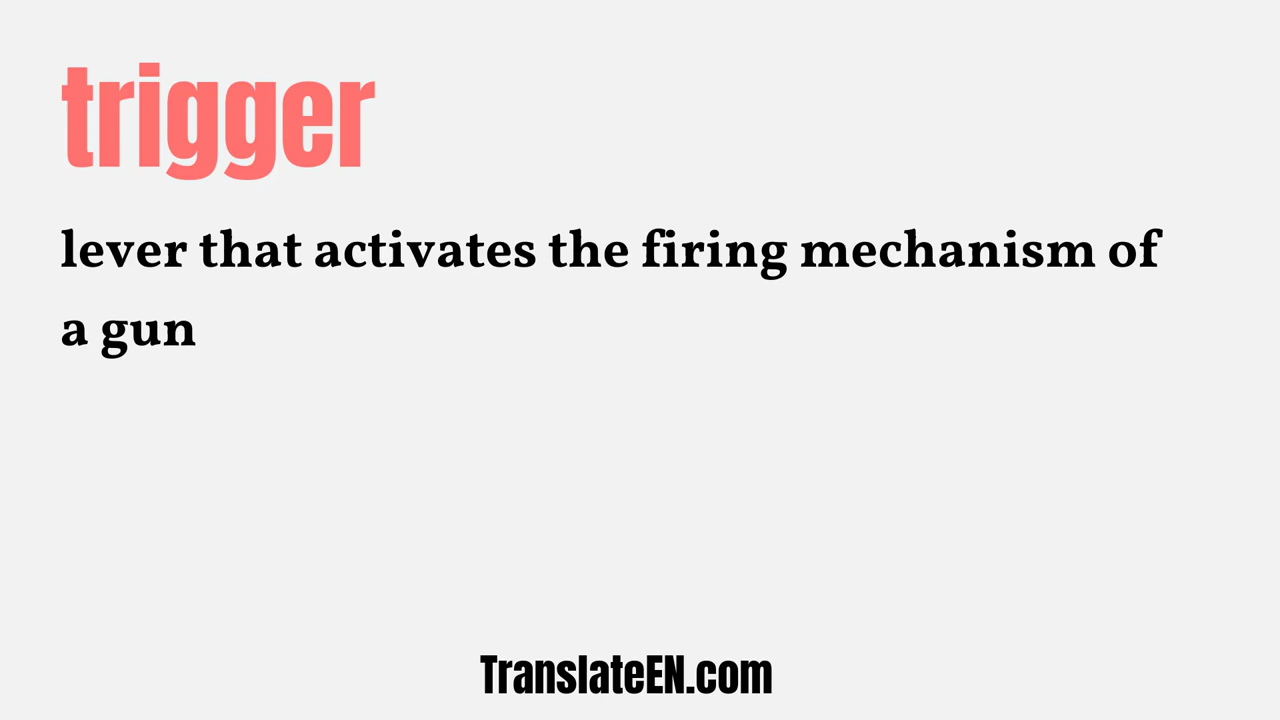 trigger
lever that activates the firing mechanism of
a gun
TranslateEN.com